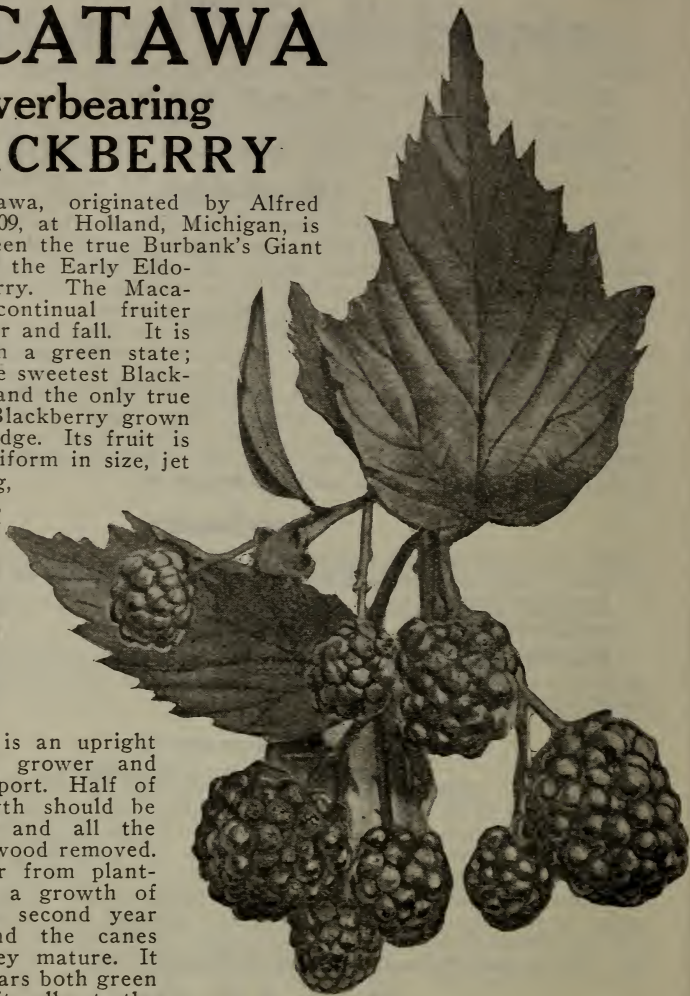 CATAWA
verbearing
CKBERRY
awa, originated by Alfred
09, at Holland, Michigan, is
een the true Burbank's Giant
the Early Eldo-
rry. The Maca-
continual fruiter
r and fall. It is
n a green state;
e sweetest Black-
and the only true
Blackberry grown
dge. Its fruit is
iform in size, jet
g,
is an upright
grower and
port. Half of
th should be
and all the
wood removed.
r from plant-
a growth of
second year
nd the canes
ey mature. It
ars both green